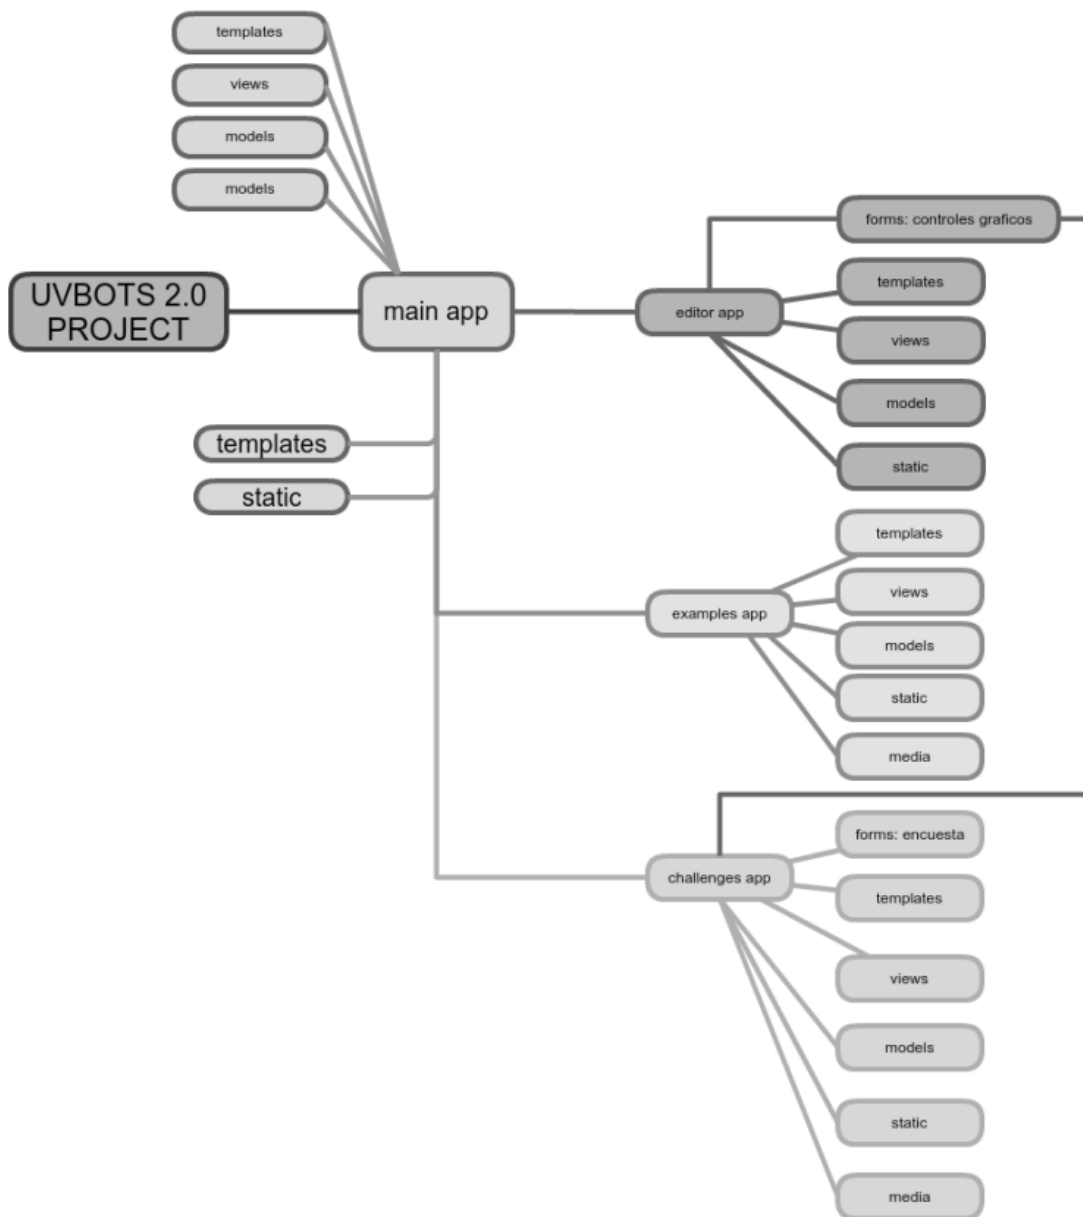 templates
views
models
models
UVBOTS 2.0
PROJECT
main app
templates
static
editor app
forms: controles graficos
templates
views
models
static
examples app
templates
views
models
static
media
challenges app
forms: encuesta
templates
views
models
static
media